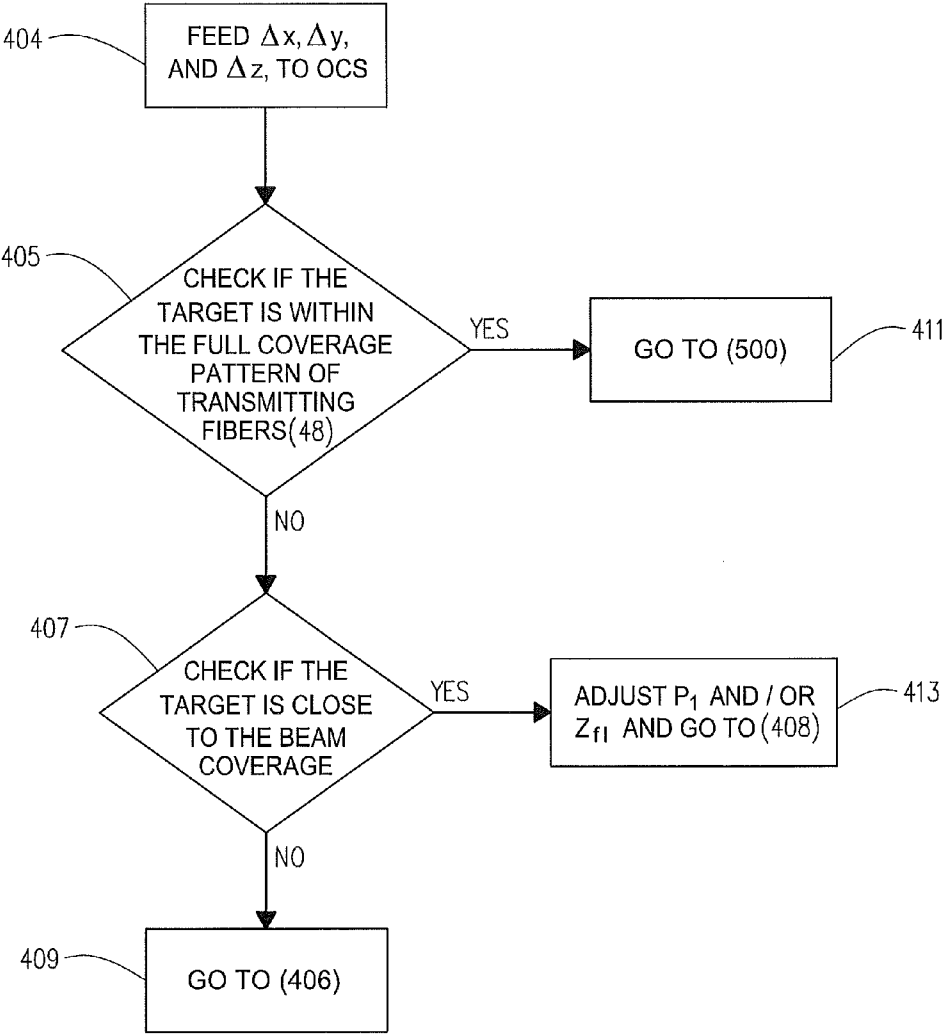 404
FEED Δx, Δy,
AND Δz, TO OCS
405
CHECK IF THE
TARGET IS WITHIN
THE FULL COVERAGE
PATTERN OF
TRANSMITTING
FIBERS(48)
YES
GO TO (500)
411
NO
407
CHECK IF THE
TARGET IS CLOSE
TO THE BEAM
COVERAGE
YES
ADJUST P1 AND / OR
Zf1 AND GO TO (408)
413
NO
409
GO TO (406)